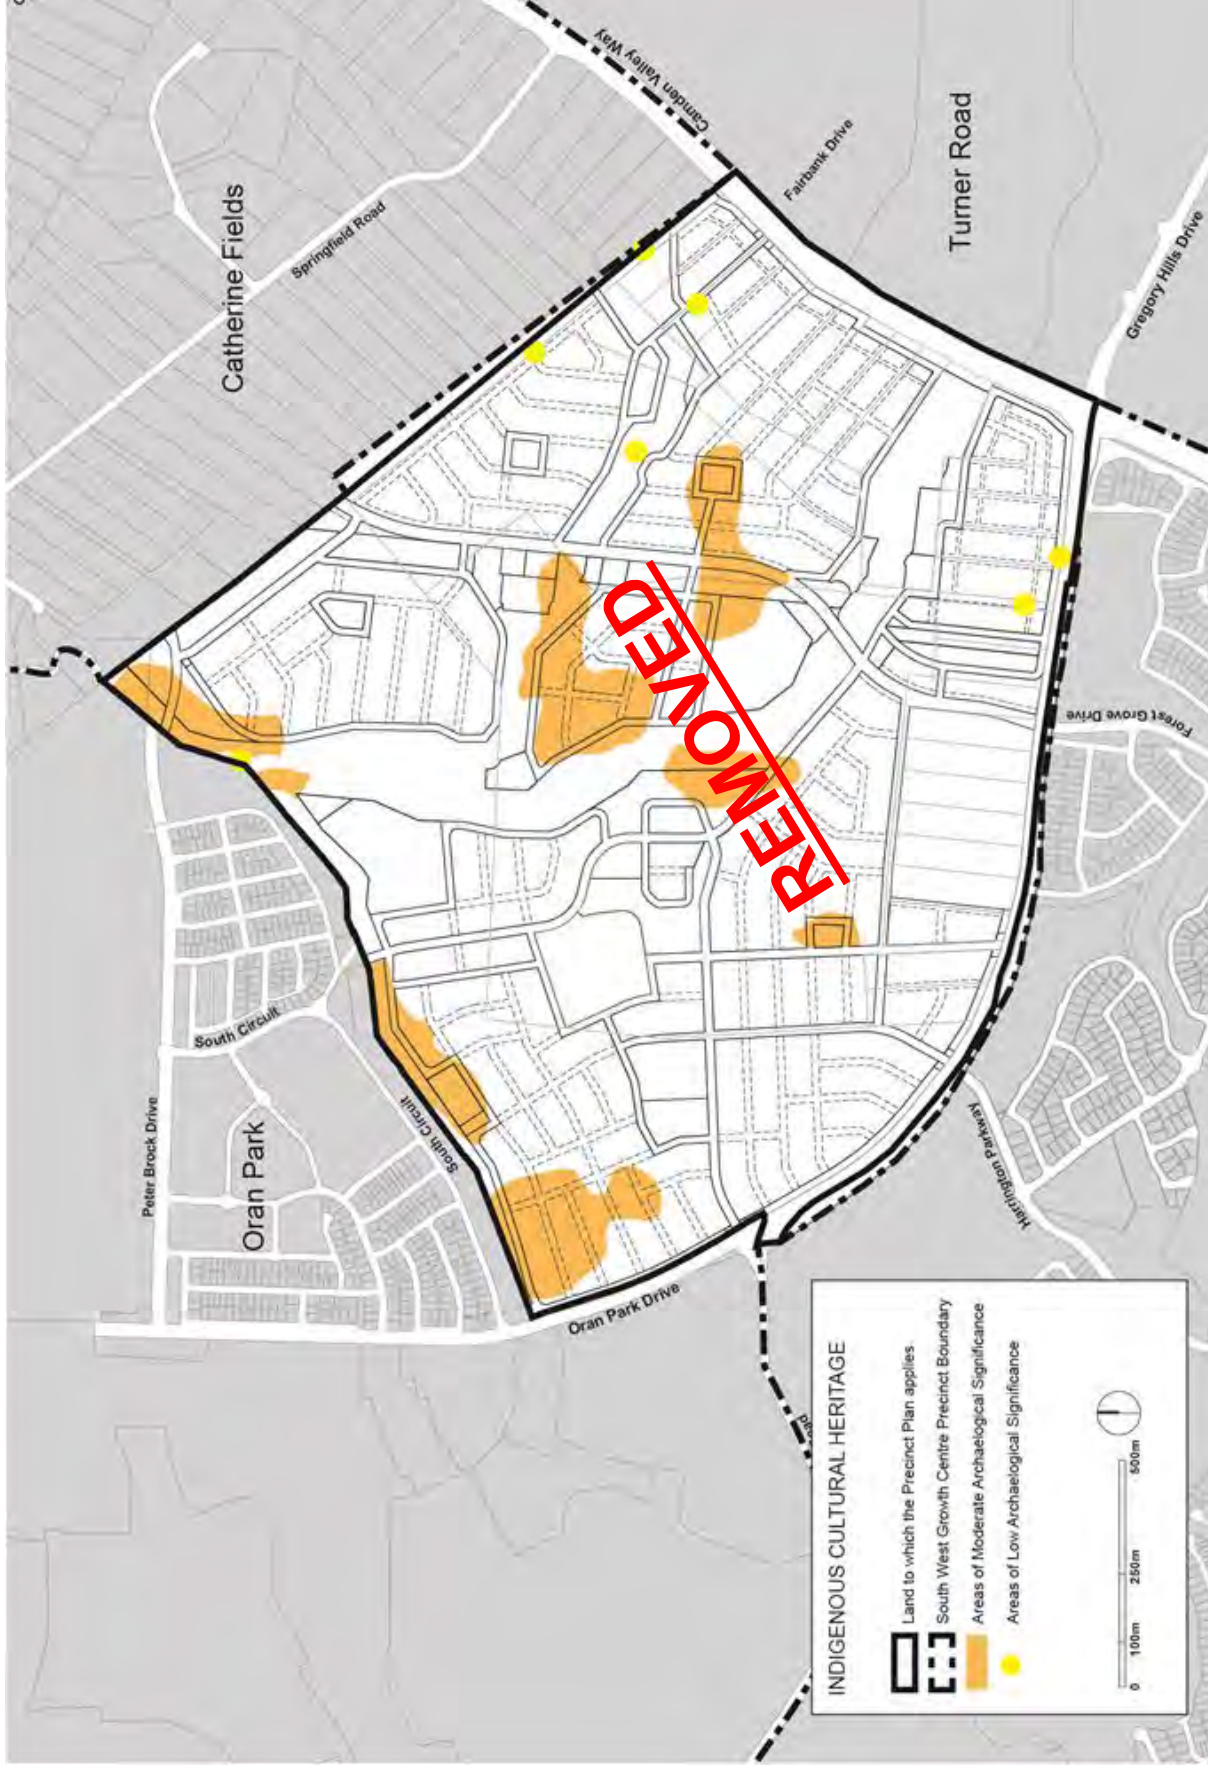 Camden Valley Way
Catherine Fields
Springfield Road
Fairbank Drive
Turner Road
Gregory Hills Drive
REMOVED
Forest Grove Drive
South Circuit
Peter Brock Drive
Oran Park
South Circuit
Harrington Parkway
Oran Park Drive
INDIGENOUS CULTURAL HERITAGE
Land to which the Precinct Plan applies
South West Growth Centre Precinct Boundary
Areas of Moderate Archaelogical Significance
Areas of Low Archaelogical Significance
0 100m 250m 500m